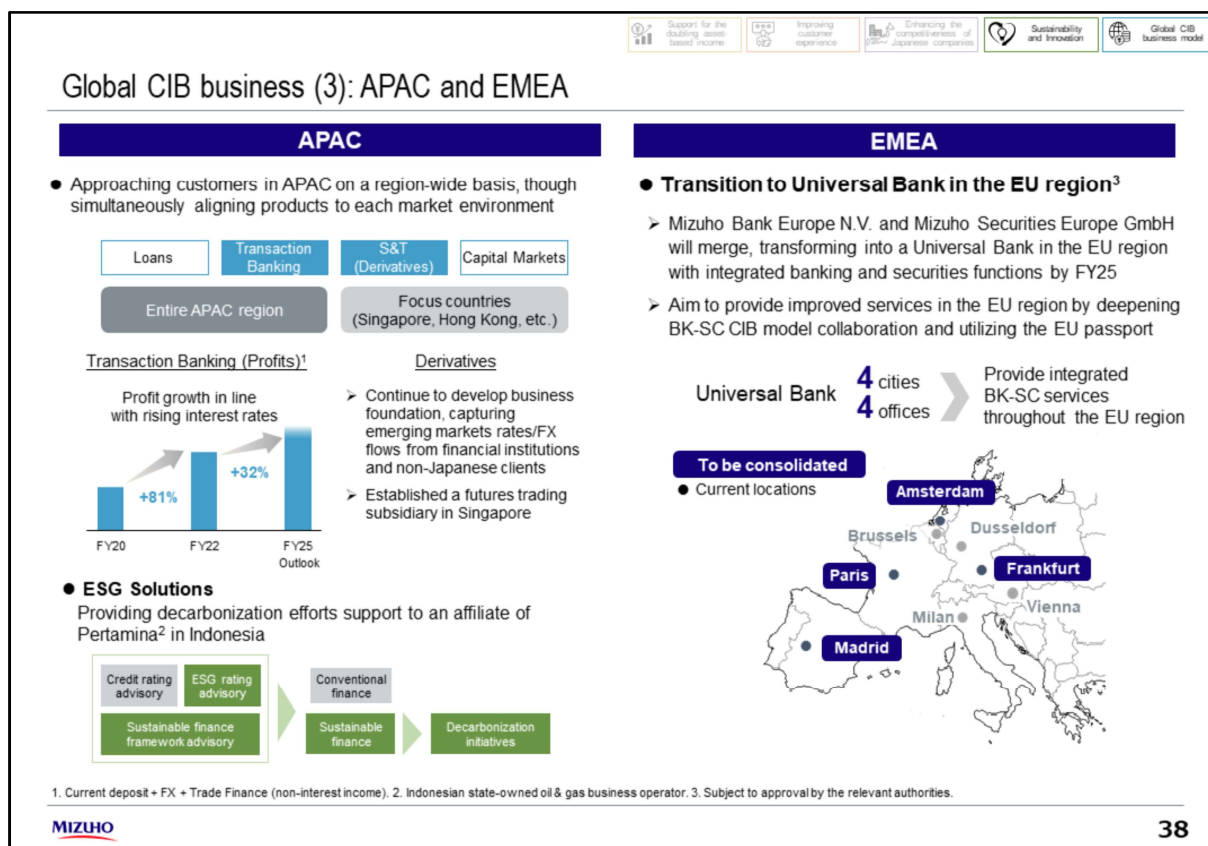 Support for the
doubling asset-
based income
Improving
customer
experience
Enhancing the
competitiveness of
Japanese companies
Sustainability
and Innovation
Global CIB
business model
Global CIB business (3): APAC and EMEA
APAC
● Approaching customers in APAC on a region-wide basis, though
simultaneously aligning products to each market environment
Loans
Transaction
Banking
S&T
(Derivatives)
Capital Markets
Entire APAC region
Focus countries
(Singapore, Hong Kong, etc.)
Transaction Banking (Profits)¹
Profit growth in line
with rising interest rates
+81%
+32%
FY20
FY22
FY25
Outlook
Derivatives
➢ Continue to develop business
foundation, capturing
emerging markets rates/FX
flows from financial institutions
and non-Japanese clients
➢ Established a futures trading
subsidiary in Singapore
● ESG Solutions
Providing decarbonization efforts support to an affiliate of
Pertamina² in Indonesia
Credit rating
advisory
ESG rating
advisory
Sustainable finance
framework advisory
Conventional
finance
Sustainable
finance
Decarbonization
initiatives
EMEA
● Transition to Universal Bank in the EU region³
➢ Mizuho Bank Europe N.V. and Mizuho Securities Europe GmbH
will merge, transforming into a Universal Bank in the EU region
with integrated banking and securities functions by FY25
➢ Aim to provide improved services in the EU region by deepening
BK-SC CIB model collaboration and utilizing the EU passport
Universal Bank
4 cities
4 offices
Provide integrated
BK-SC services
throughout the EU region
To be consolidated
● Current locations
Amsterdam
Brussels
Dusseldorf
Paris
Frankfurt
Vienna
Milan
Madrid
1. Current deposit + FX + Trade Finance (non-interest income). 2. Indonesian state-owned oil & gas business operator. 3. Subject to approval by the relevant authorities.
MIZUHO
38